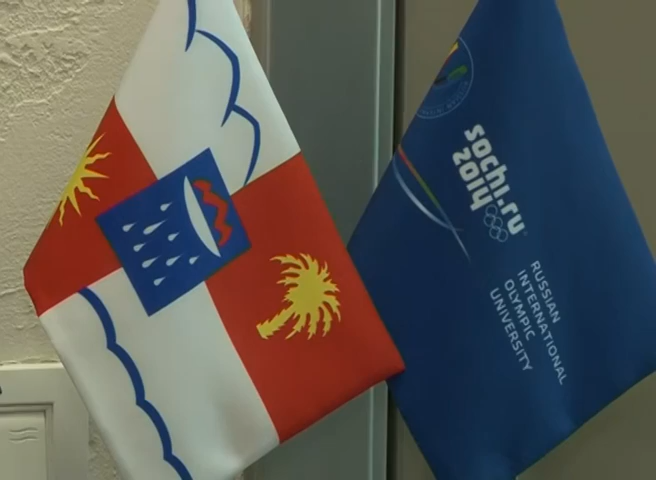 sochi.ru
2014
RUSSIAN
INTERNATIONAL
OLYMPIC
UNIVERSITY